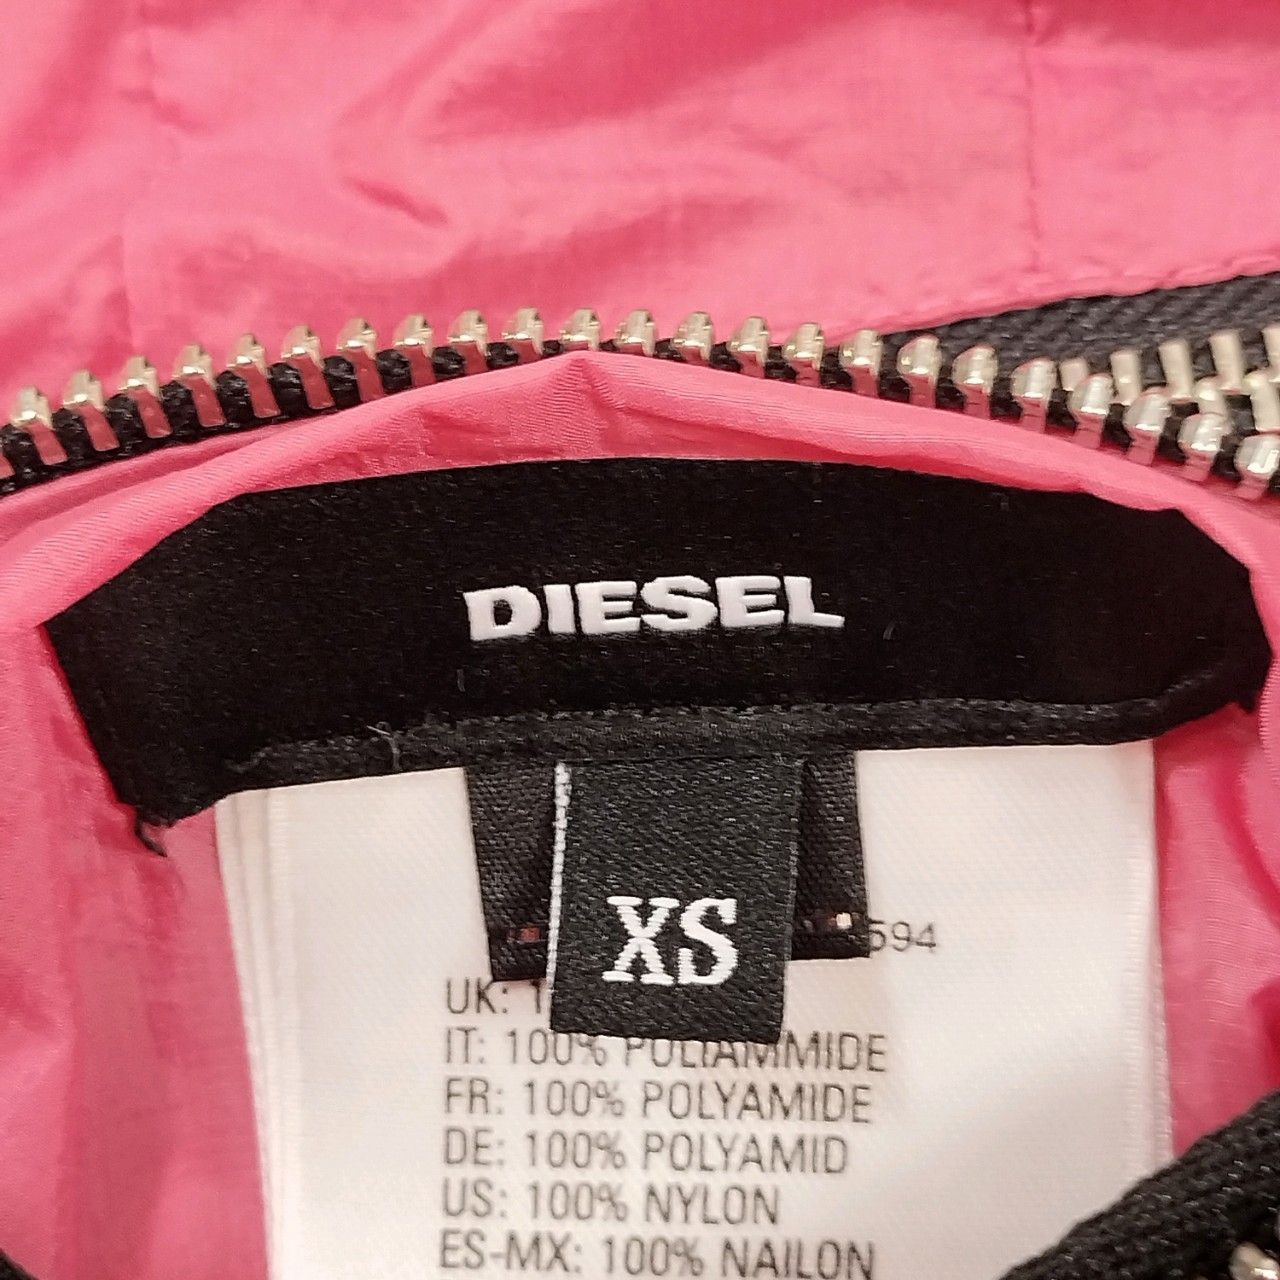 DIESEL
XS
594
UK: 1
IT: 100% POLIAMMIDE
FR: 100% POLYAMIDE
DE: 100% POLYAMID
US: 100% NYLON
ES-MX: 100% NAILON